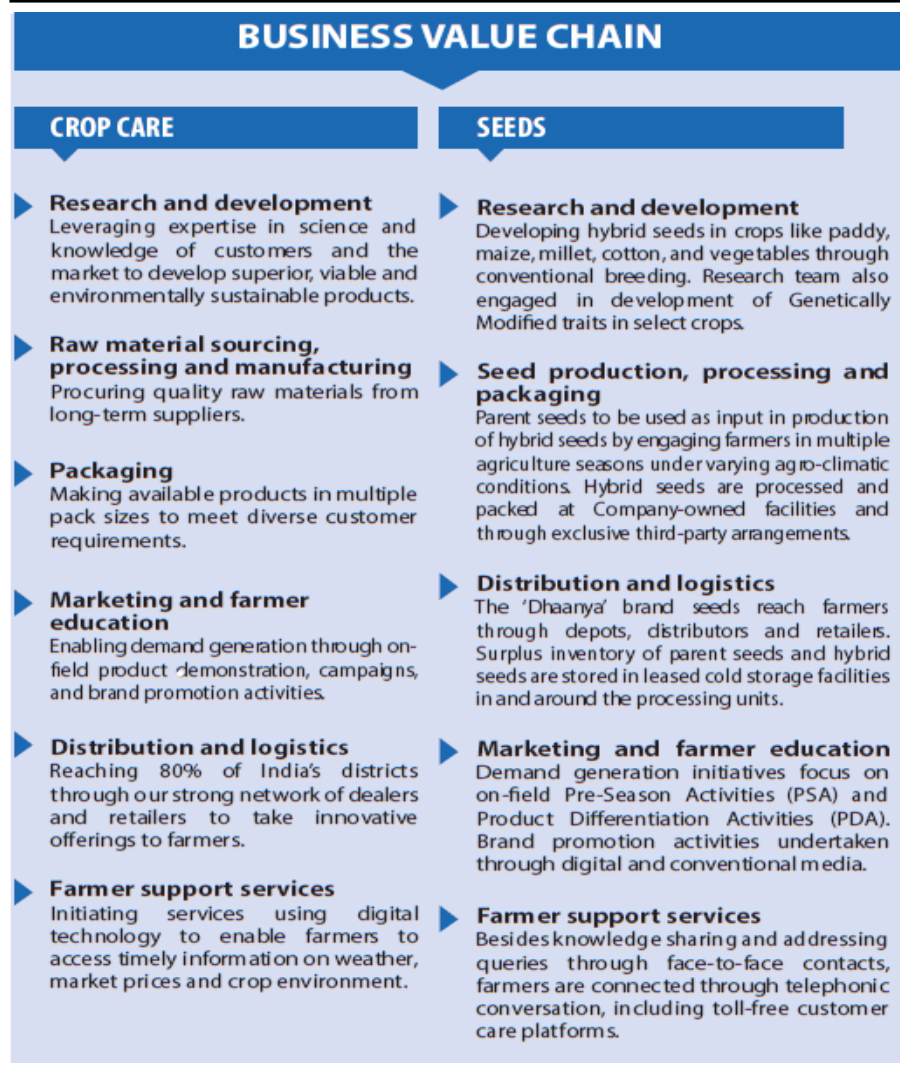 BUSINESS VALUE CHAIN
CROP CARE
Research and development
Leveraging expertise in science and
knowledge of customers and the
market to develop superior, viable and
environmentally sustainable products.
Raw material sourcing,
processing and manufacturing
Procuring quality raw materials from
long-term suppliers.
Packaging
Making available products in multiple
pack sizes to meet diverse customer
requirements.
Marketing and farmer
education
Enabling demand generation through on-
field product demonstration, campaigns,
and brand promotion activities.
Distribution and logistics
Reaching 80% of India's districts
through our strong network of dealers
and retailers to take innovative
offerings to farmers.
Farmer support services
Initiating services using digital
technology to enable farmers to
access timely information on weather,
market prices and crop environment.
SEEDS
Research and development
Developing hybrid seeds in crops like paddy,
maize, millet, cotton, and vegetables through
conventional breeding. Research team also
engaged in development of Genetically
Modified traits in select crops.
Seed production, processing and
packaging
Parent seeds to be used as input in production
of hybrid seeds by engaging farmers in multiple
agriculture seasons under varying agro-climatic
conditions. Hybrid seeds are processed and
packed at Company-owned facilities and
through exclusive third-party arrangements.
Distribution and logistics
The 'Dhaanya' brand seeds reach farmers
through depots, distributors and retailers.
Surplus inventory of parent seeds and hybrid
seeds are stored in leased cold storage facilities
in and around the processing units.
Marketing and farmer education
Demand generation initiatives focus on
on-field Pre-Season Activities (PSA) and
Product Differentiation Activities (PDA).
Brand promotion activities undertaken
through digital and conventional media.
Farmer support services
Besides knowledge sharing and addressing
queries through face-to-face contacts,
farmers are connected through telephonic
conversation, including toll-free customer
care platforms.